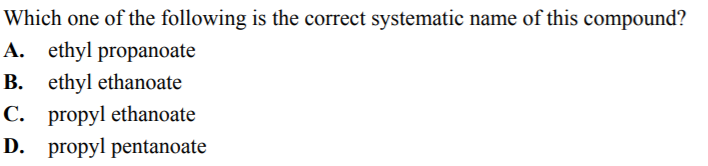 Which one of the following is the correct systematic name of this compound?
A. ethyl propanoate
B. ethyl ethanoate
C. propyl ethanoate
D. propyl pentanoate